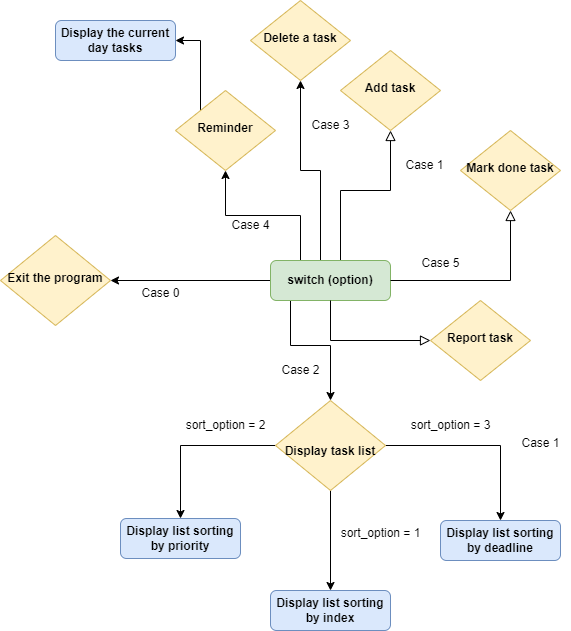 Display the current
day tasks
Delete a task
Add task
Reminder
Case 3
Case 1
Mark done task
Case 4
Case 5
Exit the program
switch (option)
Case 0
Report task
Case 2
sort_option = 2
sort_option = 3
Case 1
Display task list
Display list sorting
by priority
sort_option = 1
Display list sorting
by deadline
Display list sorting
by index